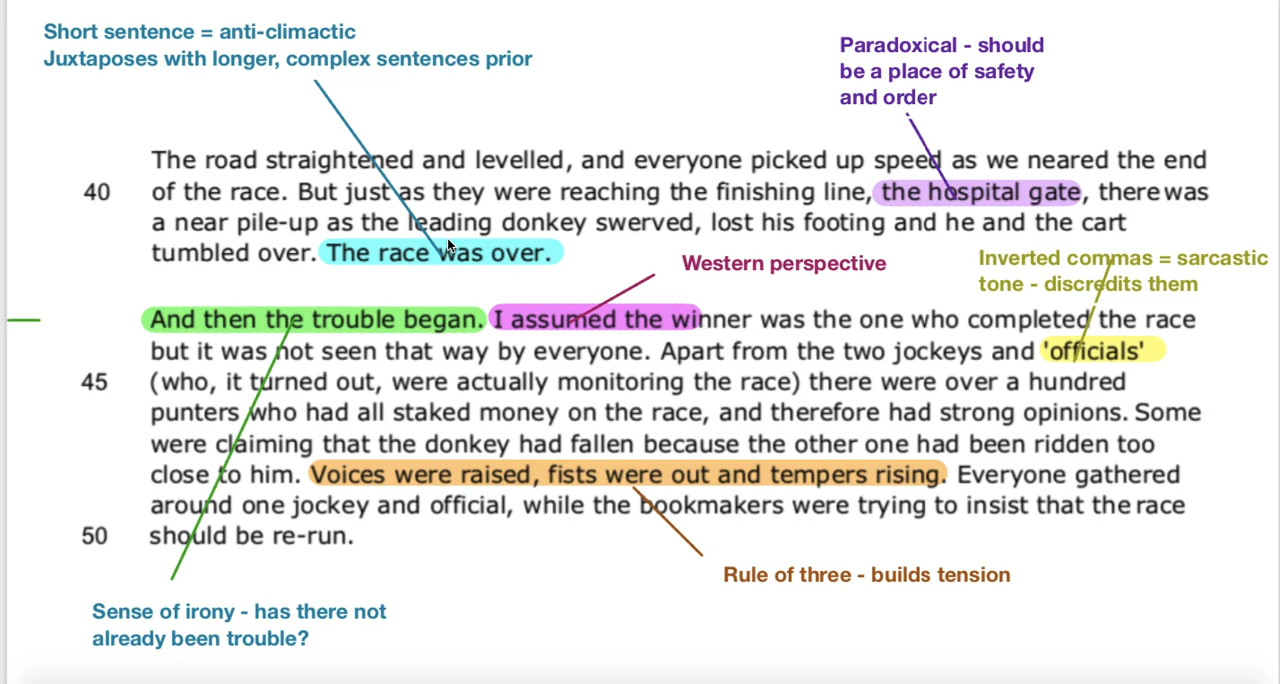 Short sentence = anti-climactic
Juxtaposes with longer, complex sentences prior
Paradoxical - should
be a place of safety
and order
The road straightened and levelled, and everyone picked up speed as we neared the end
40 of the race. But just as they were reaching the finishing line, the hospital gate, there was
a near pile-up as the leading donkey swerved, lost his footing and he and the cart
tumbled over. The race was over.
Western perspective
Inverted commas = sarcastic
tone - discredits them
And then the trouble began. I assumed the winner was the one who completed the race
but it was not seen that way by everyone. Apart from the two jockeys and 'officials'
45 (who, it turned out, were actually monitoring the race) there were over a hundred
punters who had all staked money on the race, and therefore had strong opinions. Some
were claiming that the donkey had fallen because the other one had been ridden too
close to him. Voices were raised, fists were out and tempers rising. Everyone gathered
around one jockey and official, while the bookmakers were trying to insist that the race
50 should be re-run.
Rule of three - builds tension
Sense of irony - has there not
already been trouble?